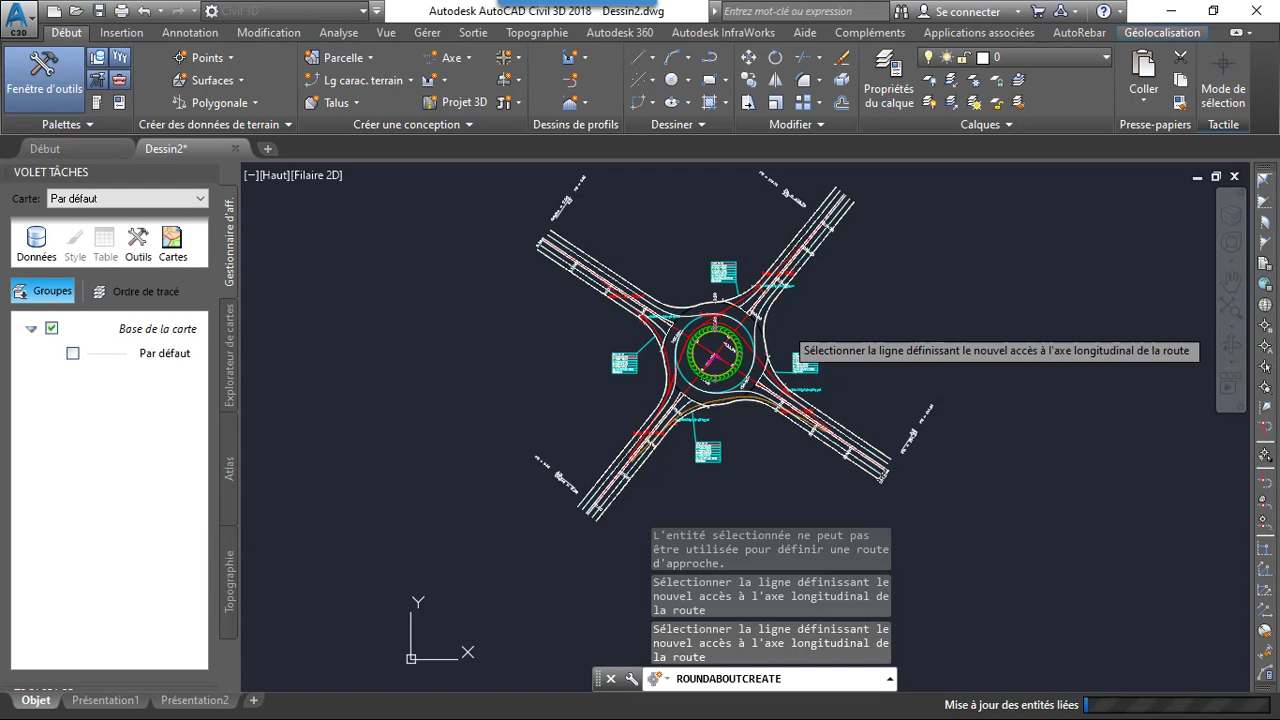 Civil 3D
Autodesk AutoCAD Civil 3D 2018 Dessin2.dwg
Entrez mot-clé ou expression
Se connecter
C3D
Début Insertion Annotation Modification Analyse Vue Gérer Sortie Topographie Autodesk 360 Autodesk InfraWorks Aide Compléments Applications associées AutoRebar Géolocalisation
Points Parcelle Axe 0
Fenêtre d'outils Surfaces Lg carac. terrain Propriétés du calque Coller Mode de sélection
Polygonale Talus Projet 3D
Palettes Créer des données de terrain Créer une conception Dessins de profils Dessiner Modifier Calques Presse-papiers Tactile
Début Dessin2*
VOLET TÂCHES
[−][Haut][Filaire 2D]
Carte: Par défaut
Données Style Table Outils Cartes
Groupes Ordre de tracé
Base de la carte
Par défaut
Gestionnaire d'aff.
Explorateur de cartes
Atlas
Topographie
Sélectionner la ligne définissant le nouvel accès à l'axe longitudinal de la route
L'entité sélectionnée ne peut pas
être utilisée pour définir une route
d'approche.
Sélectionner la ligne définissant le
nouvel accès à l'axe longitudinal de
la route
Sélectionner la ligne définissant le
nouvel accès à l'axe longitudinal de
la route
Y
X
ROUNDABOUTCREATE
Objet Présentation1 Présentation2
Mise à jour des entités liées